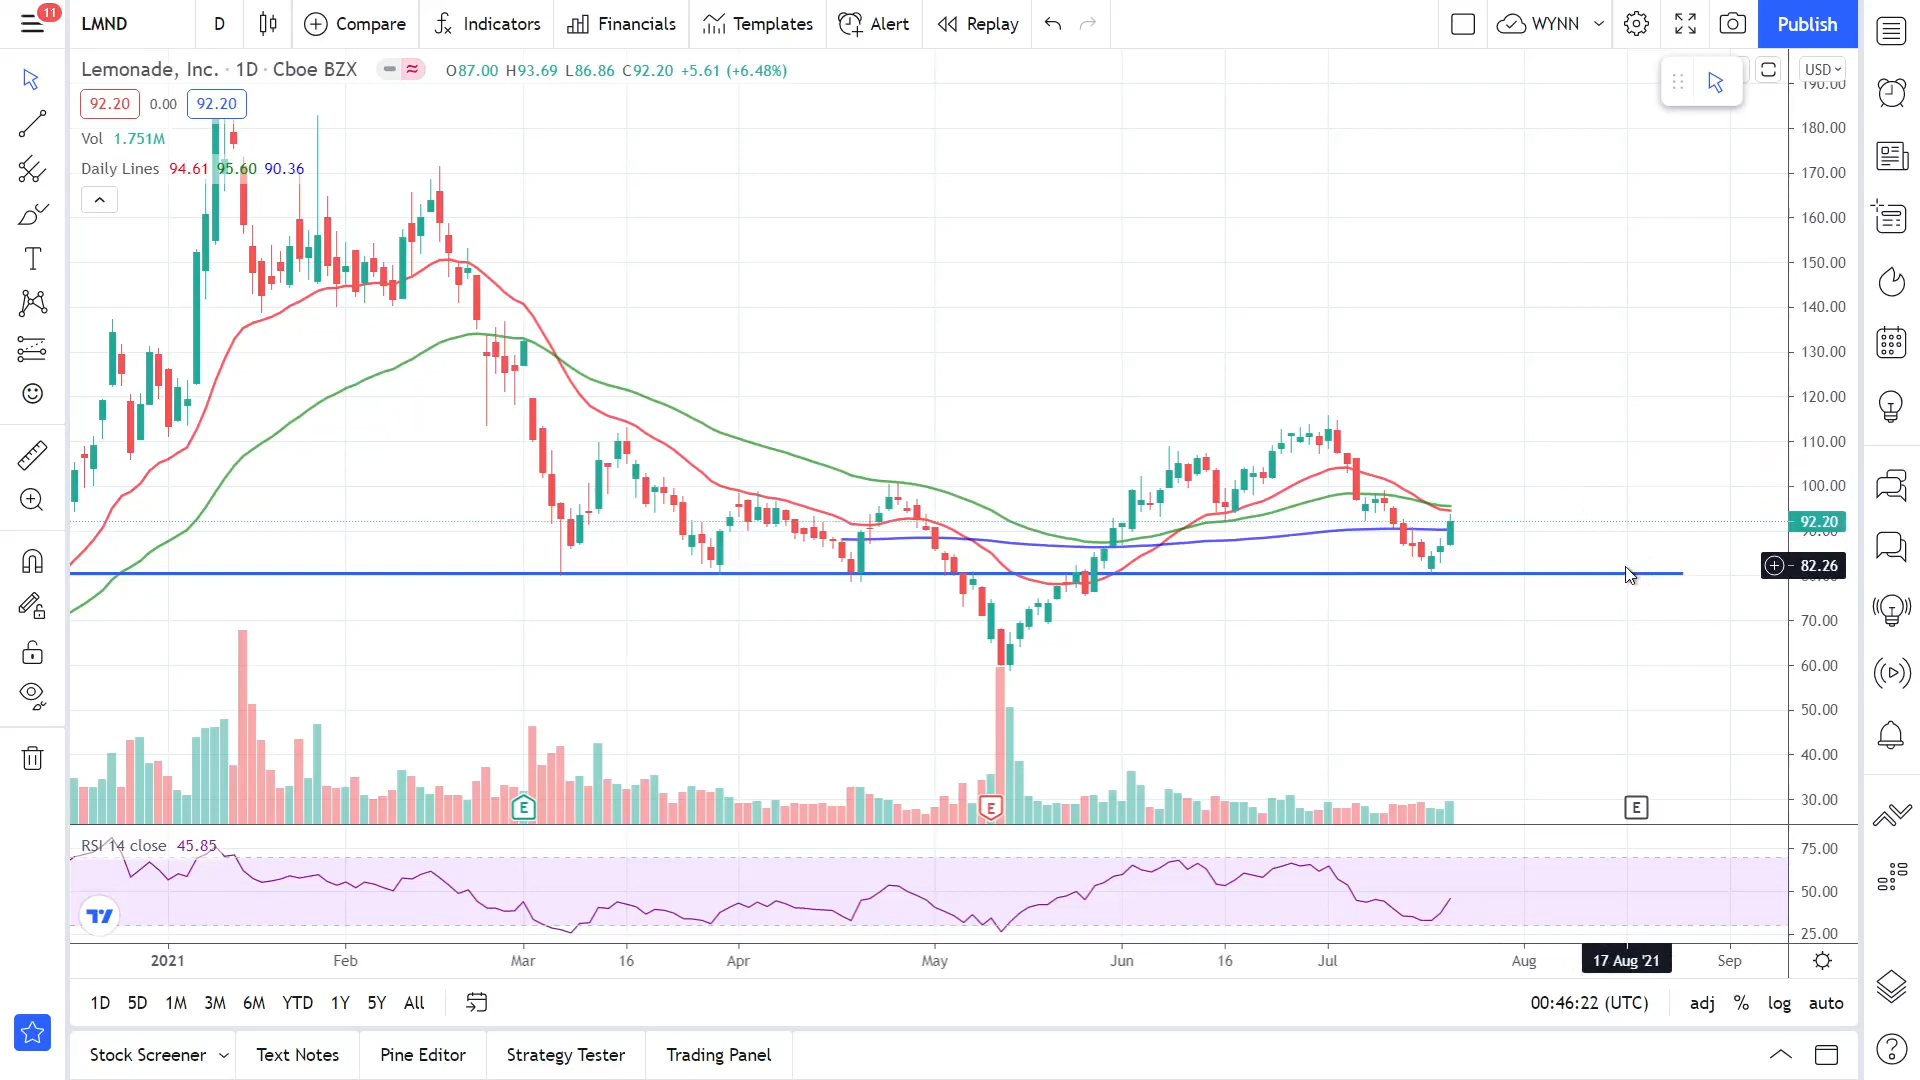 11
LMND
D
Compare
Indicators
Financials
Templates
Alert
Replay
WYNN
Publish
Lemonade, Inc. · 1D · Cboe BZX
O87.00 H93.69 L86.86 C92.20 +5.61 (+6.48%)
USD
92.20 0.00 92.20
Vol 1.751M
Daily Lines 94.61 95.60 90.36
190.00
180.00
170.00
160.00
150.00
140.00
130.00
120.00
110.00
100.00
92.20
90.00
82.26
70.00
60.00
50.00
40.00
30.00
E
E
E
RSI 14 close 45.85
75.00
50.00
25.00
2021 Feb Mar 16 Apr May Jun 16 Jul Aug 17 Aug '21 Sep
1D 5D 1M 3M 6M YTD 1Y 5Y All
00:46:22 (UTC) adj % log auto
Stock Screener Text Notes Pine Editor Strategy Tester Trading Panel